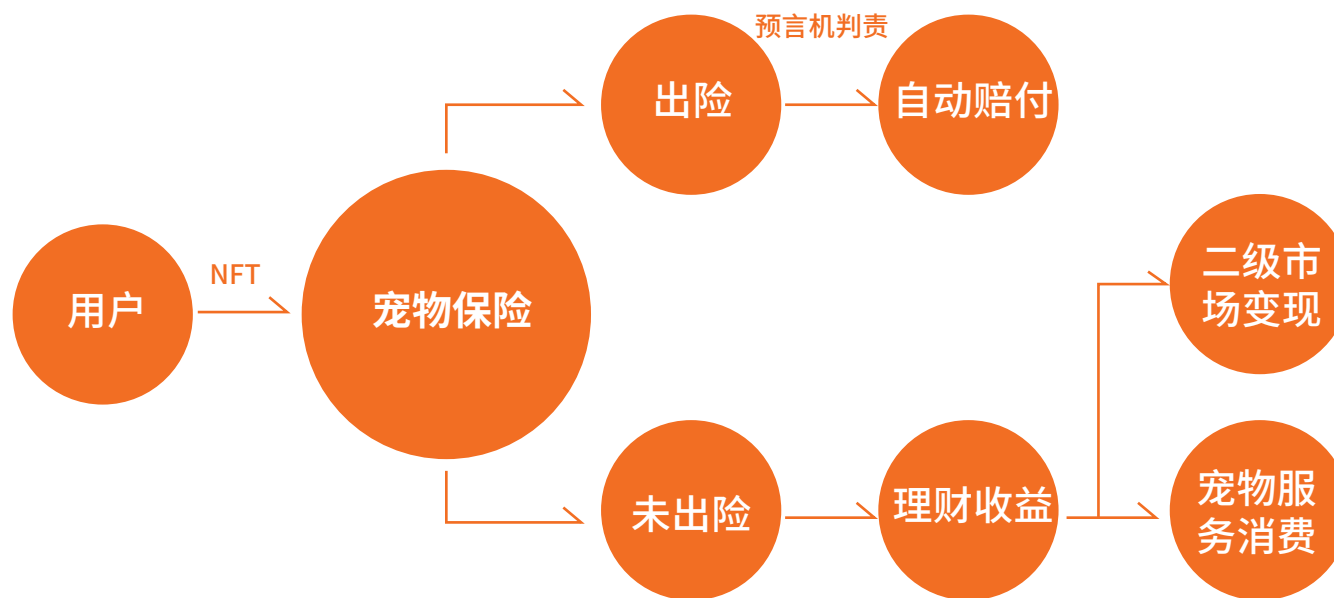 用户
NFT
宠物保险
出险
预言机判责
自动赔付
未出险
理财收益
二级市
场变现
宠物服
务消费